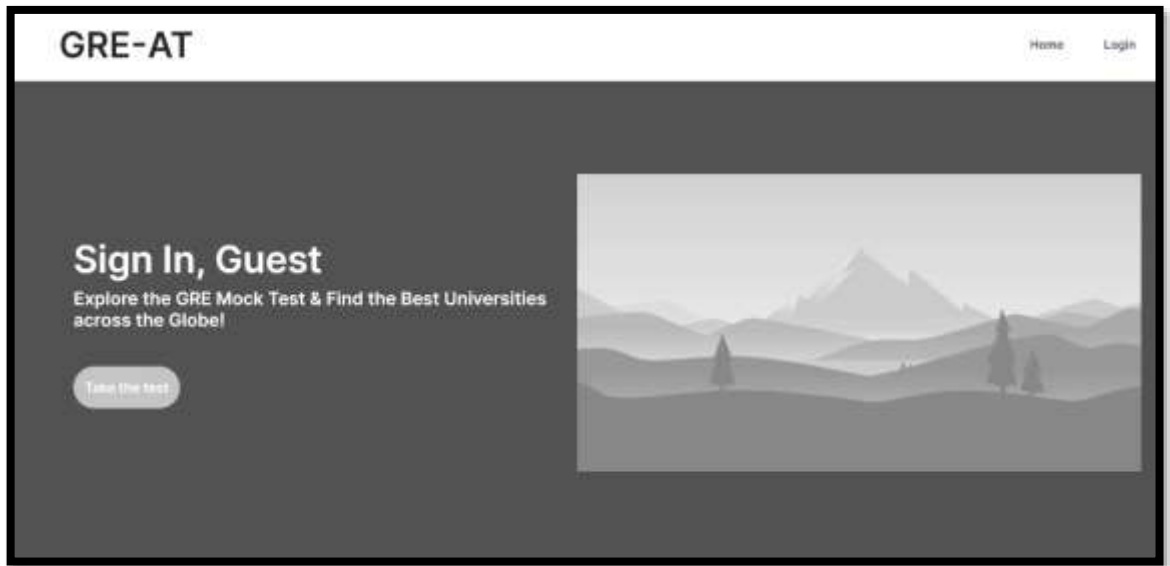 GRE-AT
Home Login
Sign In, Guest
Explore the GRE Mock Test & Find the Best Universities
across the Globe!
Take the test